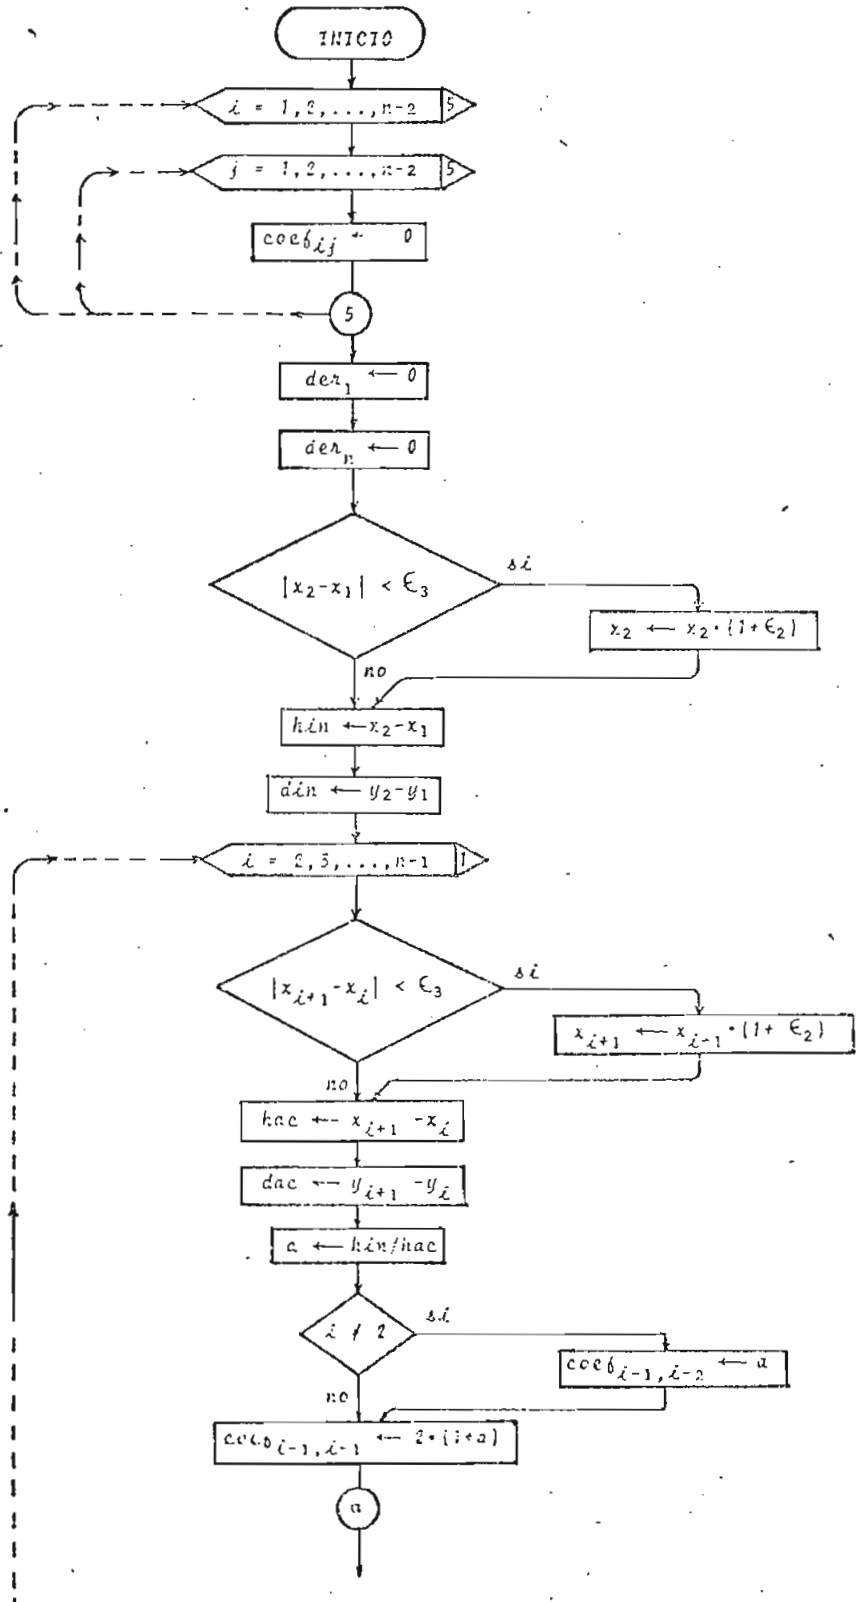 INICIO
i = 1,2,...,n-2 5
j = 1,2,...,n-2 5
coef_ij ← 0
5
der_1 ← 0
der_n ← 0
|x_2-x_1| < ϵ_3
si
x_2 ← x_2·(1+ϵ_2)
no
hin ← x_2-x_1
din ← y_2-y_1
i = 2,3,...,n-1 1
|x_i+1-x_i| < ϵ_3
si
x_i+1 ← x_i-1·(1+ ϵ_2)
no
hac ← x_i+1 -x_i
dac ← y_i+1 -y_i
a ← hin/hac
i ≠ 2
si
coef_i-1,i-2 ← a
no
coef_i-1,i-1 ← 2·(1+a)
a